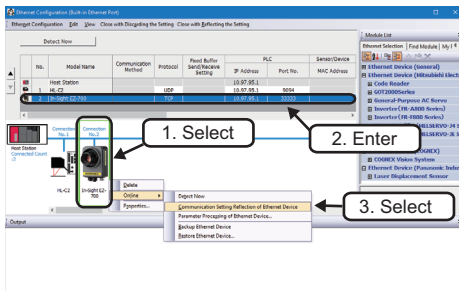 Ethernet Configuration (Built-in Ethernet Port)
Ethernet Configuration Edit View Close with Discarding the Setting Close with Reflecting the Setting
Detect Now
No. Model Name Communication Method Protocol Fixed Buffer Send/Receive Setting PLC IP Address Port No. Sensor/Device MAC Address
Host Station 10.97.95.1
1 HL-C2 UDP 10.97.95.1 9094
2 In-Sight EZ-700 TCP 10.97.95.1
Host Station
Connected Count
Connection No.1
Connection No.2
HL-C2
In-Sight EZ-700
1. Select
2. Enter
3. Select
Delete
Online
Properties...
Detect Now
Communication Setting Reflection of Ethernet Device
Parameter Processing of Ethernet Device...
Backup Ethernet Device
Restore Ethernet Device...
Output
Module List
Ethernet Selection Find Module My
Ethernet Device (General)
Ethernet Device (Mitsubishi Elect
Code Reader
GOT2000Series
General-Purpose AC Servo
Inverter(FR-A800 Series)
Inverter(FR-F800 Series)
COGNEX Vision System
Ethernet Device (Panasonic Indus
Laser Displacement Sensor